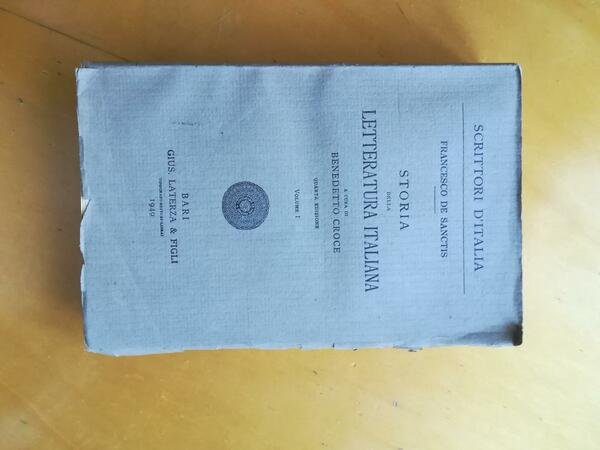 SCRITTORI D'ITALIA
FRANCESCO DE SANCTIS
STORIA
DELLA
LETTERATURA ITALIANA
A CURA DI
BENEDETTO CROCE
QUARTA EDIZIONE
VOLUME I
BARI
GIUS. LATERZA & FIGLI
1949